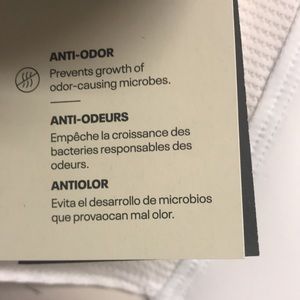 ANTI-ODOR
Prevents growth of
odor-causing microbes.
ANTI-ODEURS
Empêche la croissance des
bacteries responsables des
odeurs.
ANTIOLOR
Evita el desarrollo de microbios
que provaocan mal olor.